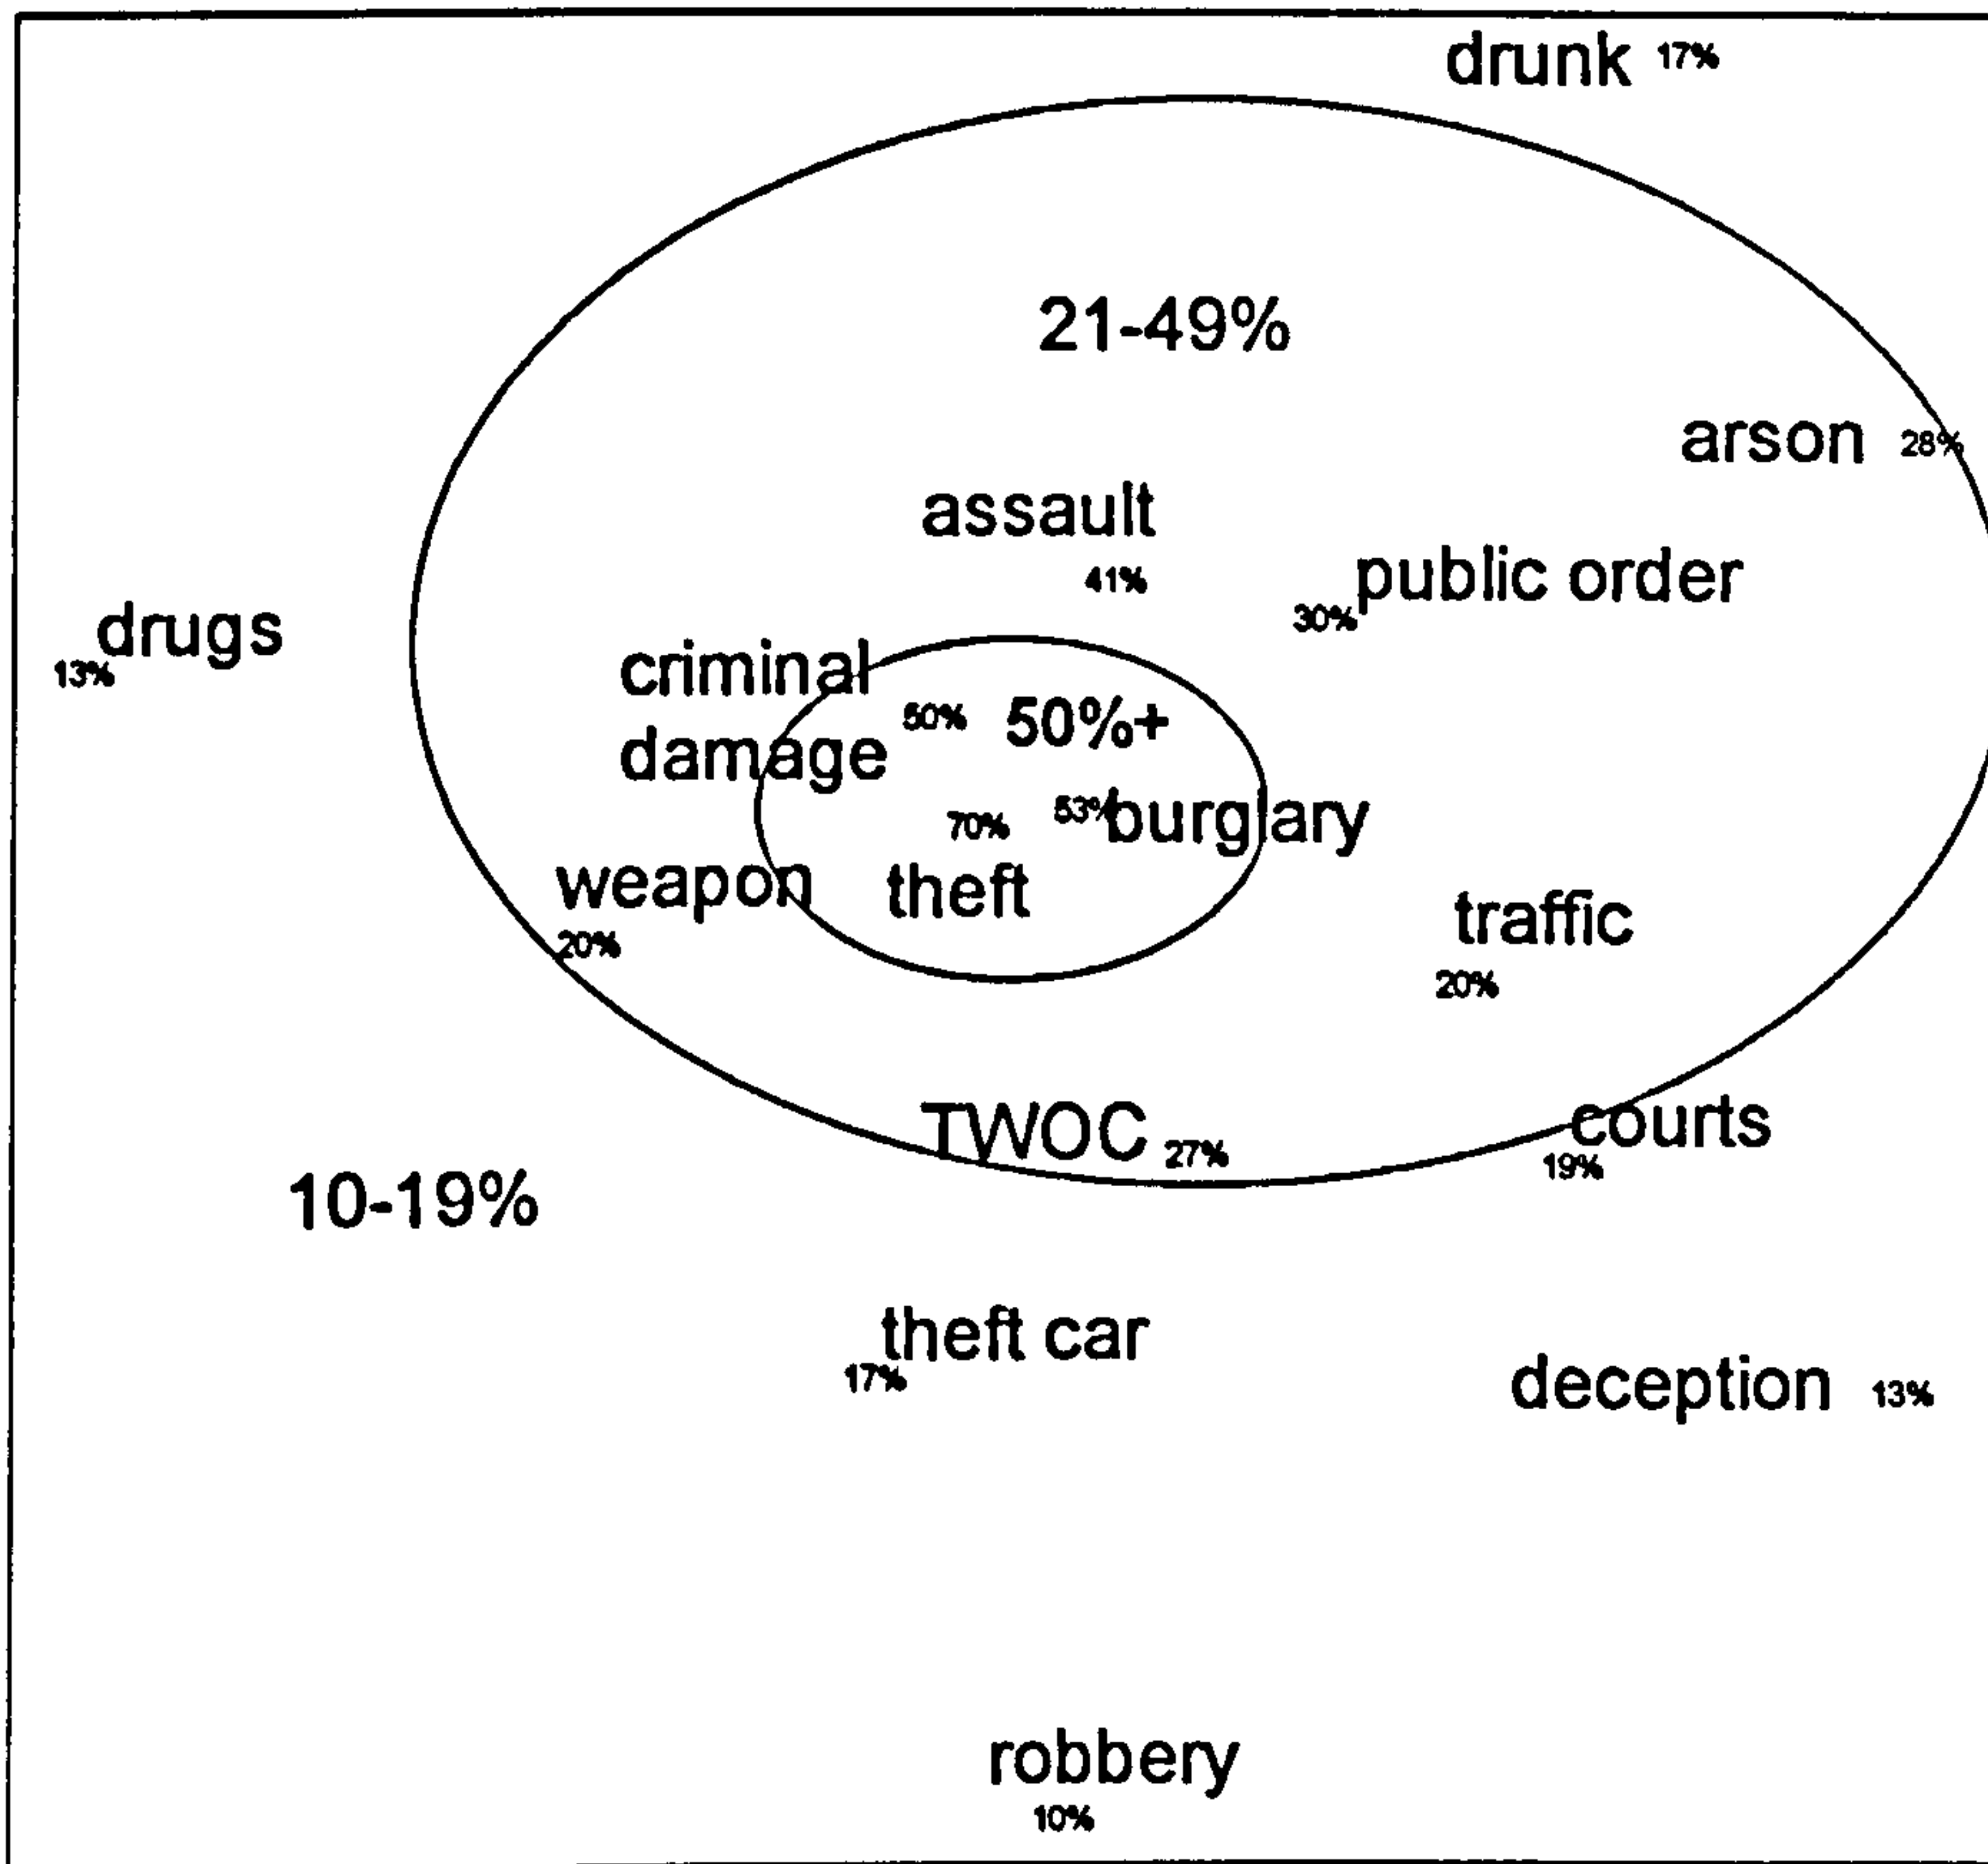 drunk 17%
21-49%
arson 28%
assault
41%
public order
30%
drugs
13%
criminal
damage
50% 50%+
53% burglary
70%
theft
weapon
20%
traffic
20%
TWOC 27%
courts
19%
10-19%
theft car
17%
deception 13%
robbery
10%